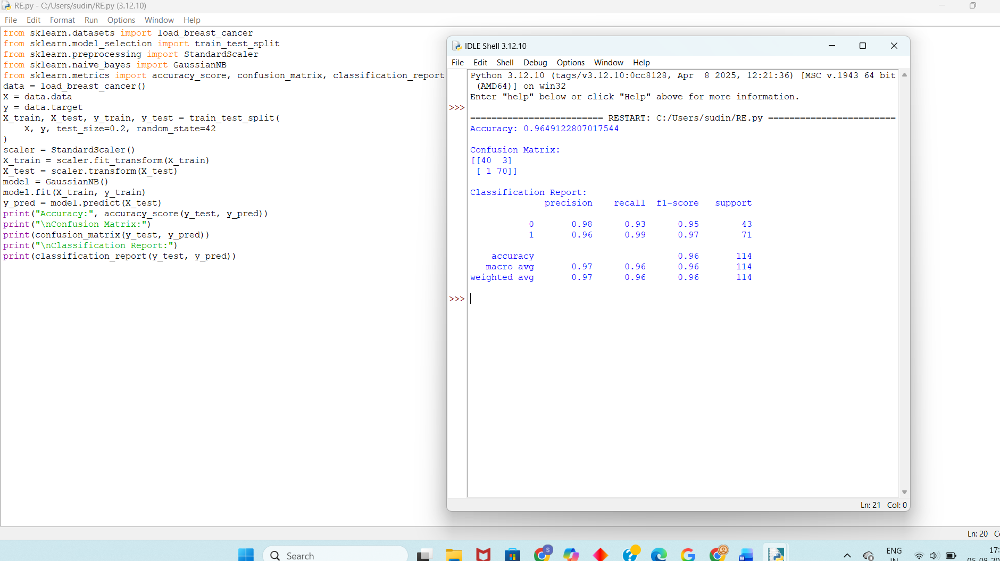 RE.py - C:/Users/sudin/RE.py (3.12.10)
File Edit Format Run Options Window Help
from sklearn.datasets import load_breast_cancer
from sklearn.model_selection import train_test_split
from sklearn.preprocessing import StandardScaler
from sklearn.naive_bayes import GaussianNB
from sklearn.metrics import accuracy_score, confusion_matrix, classification_report
data = load_breast_cancer()
X = data.data
y = data.target
X_train, X_test, y_train, y_test = train_test_split(
    X, y, test_size=0.2, random_state=42
)
scaler = StandardScaler()
X_train = scaler.fit_transform(X_train)
X_test = scaler.transform(X_test)
model = GaussianNB()
model.fit(X_train, y_train)
y_pred = model.predict(X_test)
print("Accuracy:", accuracy_score(y_test, y_pred))
print("\nConfusion Matrix:")
print(confusion_matrix(y_test, y_pred))
print("\nClassification Report:")
print(classification_report(y_test, y_pred))
IDLE Shell 3.12.10
File Edit Shell Debug Options Window Help
Python 3.12.10 (tags/v3.12.10:0cc8128, Apr  8 2025, 12:21:36) [MSC v.1943 64 bit
 (AMD64)] on win32
Enter "help" below or click "Help" above for more information.
>>>
========================= RESTART: C:/Users/sudin/RE.py ========================
Accuracy: 0.9649122807017544
Confusion Matrix:
[[40  3]
 [ 1 70]]
Classification Report:
              precision    recall  f1-score   support
           0       0.98      0.93      0.95        43
           1       0.96      0.99      0.97        71
    accuracy                           0.96       114
   macro avg       0.97      0.96      0.96       114
weighted avg       0.97      0.96      0.96       114
>>>
Ln: 21 Col: 0
Ln: 20
S
Search
ENG
17: